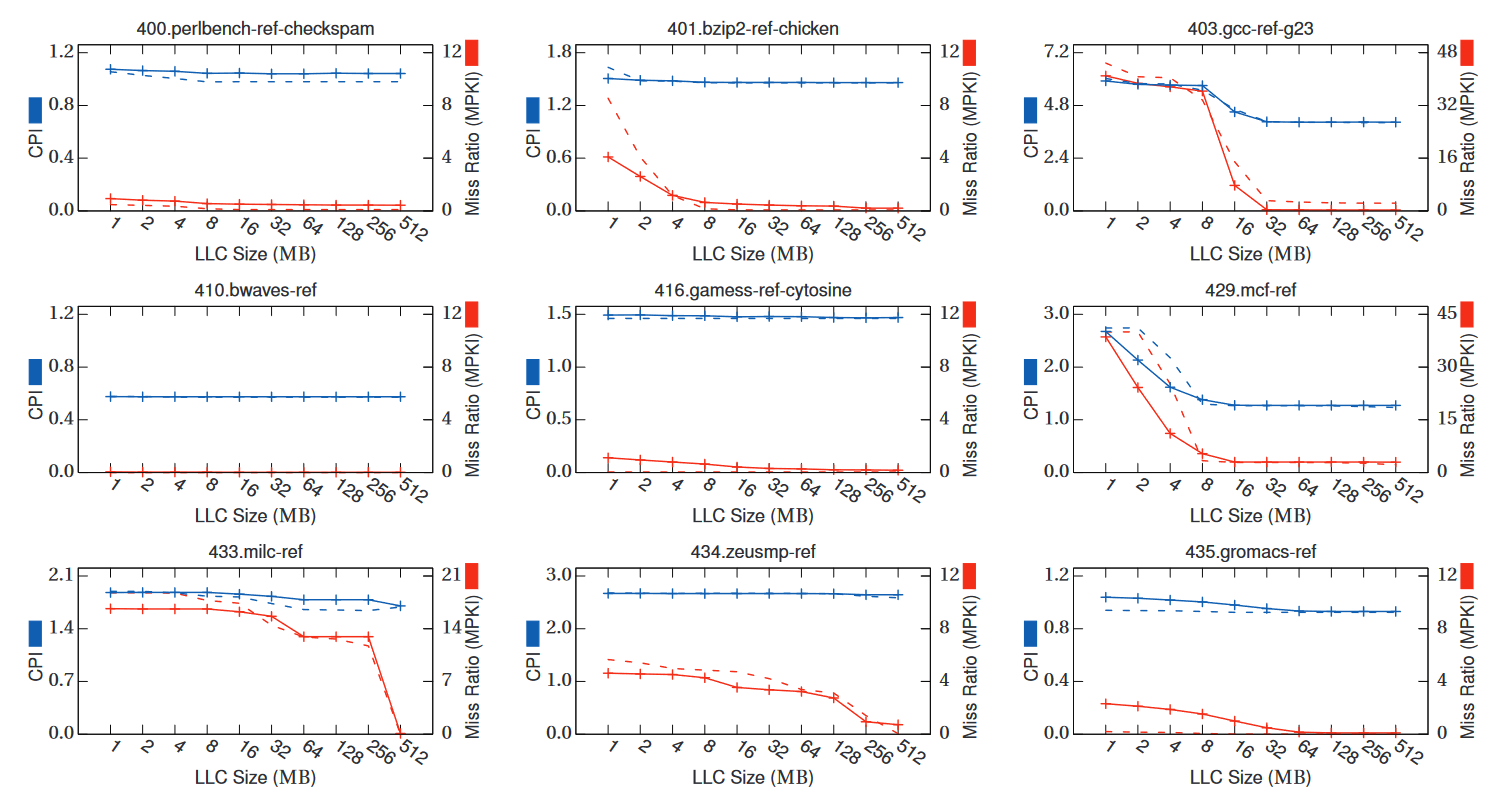 400.perlbench-ref-checkspam
1.2
0.8
0.4
0.0
CPI
12
8
4
0
Miss Ratio (MPKI)
1 2 4 8 16 32 64 128 256 512
LLC Size (MB)
401.bzip2-ref-chicken
1.8
1.2
0.6
0.0
CPI
12
8
4
0
Miss Ratio (MPKI)
1 2 4 8 16 32 64 128 256 512
LLC Size (MB)
403.gcc-ref-g23
7.2
4.8
2.4
0.0
CPI
48
32
16
0
Miss Ratio (MPKI)
1 2 4 8 16 32 64 128 256 512
LLC Size (MB)
410.bwaves-ref
1.2
0.8
0.4
0.0
CPI
12
8
4
0
Miss Ratio (MPKI)
1 2 4 8 16 32 64 128 256 512
LLC Size (MB)
416.gamess-ref-cytosine
1.5
1.0
0.5
0.0
CPI
12
8
4
0
Miss Ratio (MPKI)
1 2 4 8 16 32 64 128 256 512
LLC Size (MB)
429.mcf-ref
3.0
2.0
1.0
0.0
CPI
45
30
15
0
Miss Ratio (MPKI)
1 2 4 8 16 32 64 128 256 512
LLC Size (MB)
433.milc-ref
2.1
1.4
0.7
0.0
CPI
21
14
7
0
Miss Ratio (MPKI)
1 2 4 8 16 32 64 128 256 512
LLC Size (MB)
434.zeusmp-ref
3.0
2.0
1.0
0.0
CPI
12
8
4
0
Miss Ratio (MPKI)
1 2 4 8 16 32 64 128 256 512
LLC Size (MB)
435.gromacs-ref
1.2
0.8
0.4
0.0
CPI
12
8
4
0
Miss Ratio (MPKI)
1 2 4 8 16 32 64 128 256 512
LLC Size (MB)